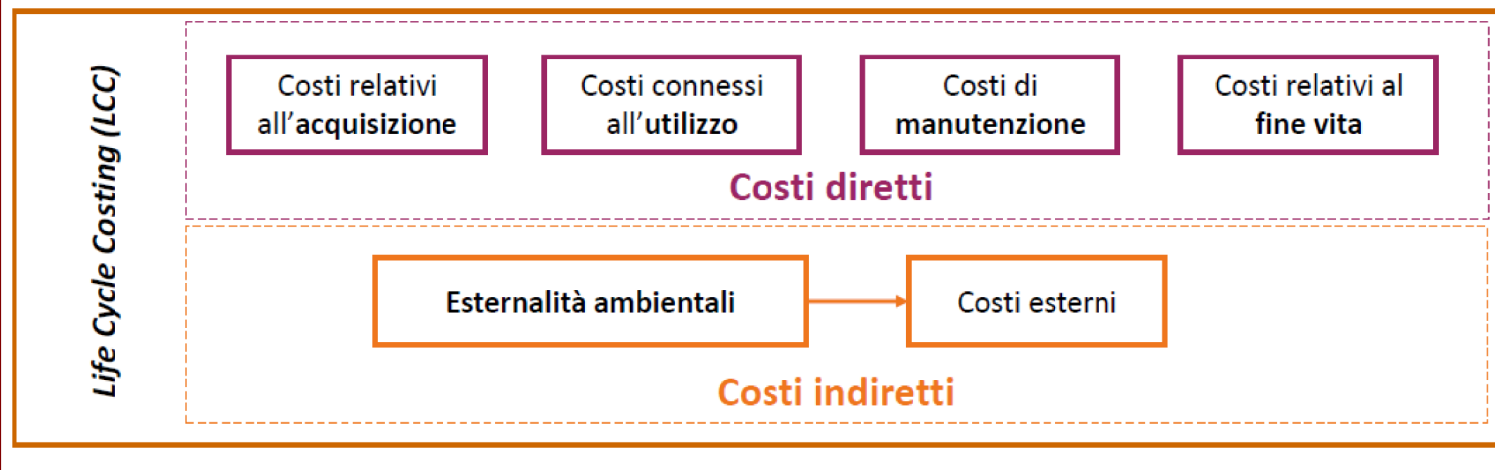 Life Cycle Costing (LCC)
Costi relativi
all'acquisizione
Costi connessi
all'utilizzo
Costi di
manutenzione
Costi relativi al
fine vita
Costi diretti
Esternalità ambientali
Costi esterni
Costi indiretti